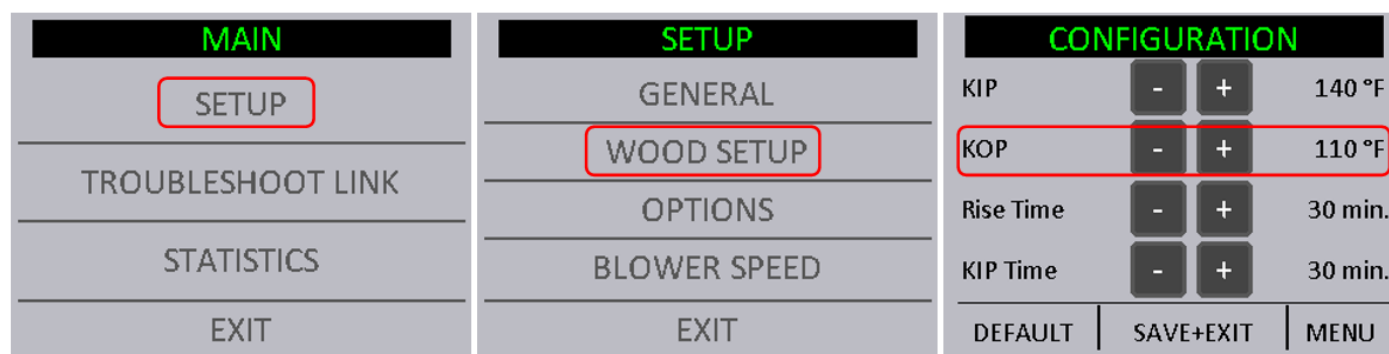 MAIN
SETUP
TROUBLESHOOT LINK
STATISTICS
EXIT
SETUP
GENERAL
WOOD SETUP
OPTIONS
BLOWER SPEED
EXIT
CONFIGURATION
KIP - + 140 °F
KOP - + 110 °F
Rise Time - + 30 min.
KIP Time - + 30 min.
DEFAULT SAVE+EXIT MENU